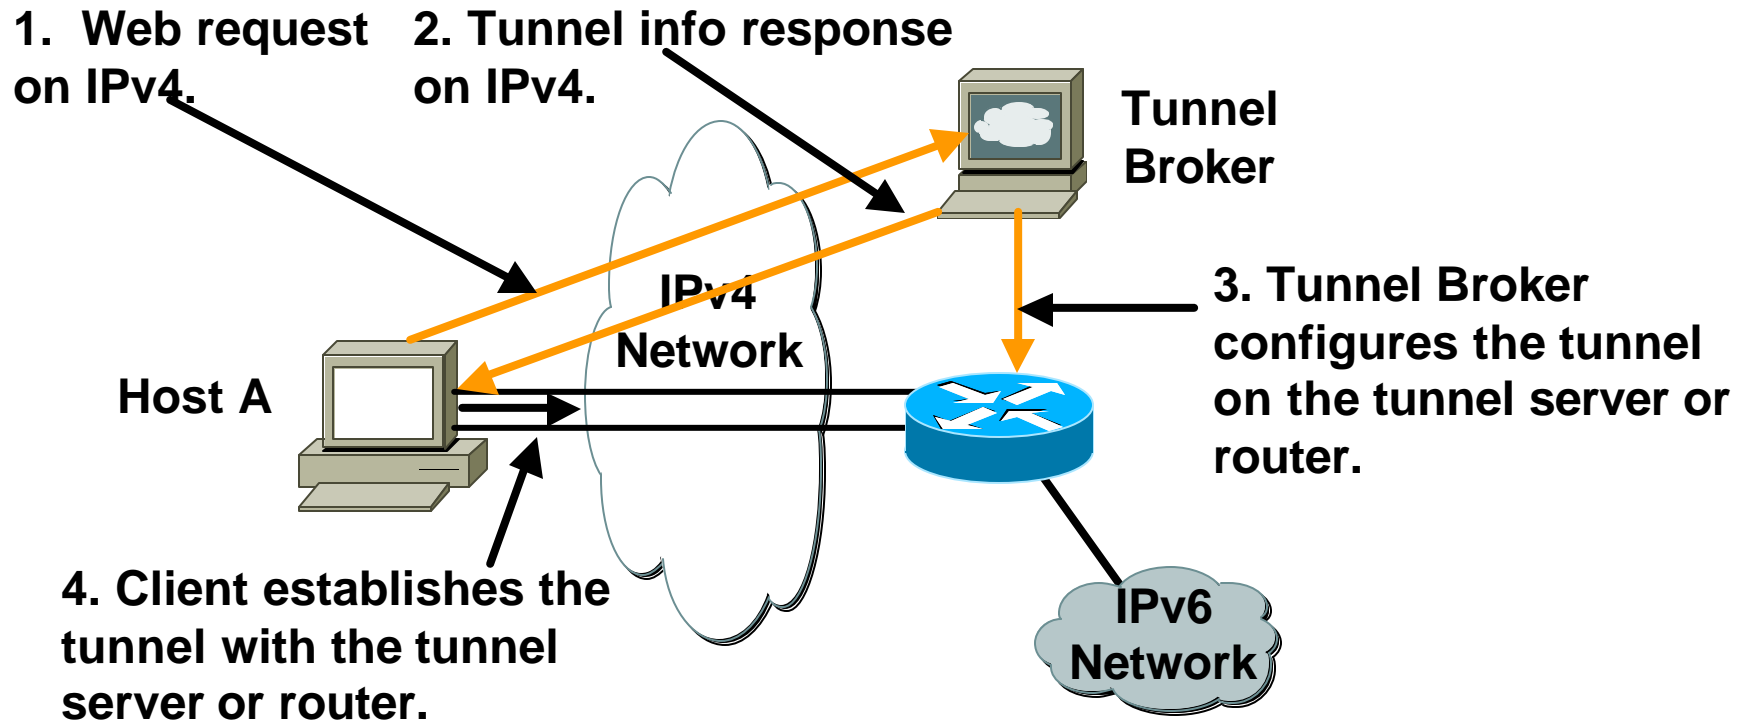 1.  Web request
on IPv4.
2. Tunnel info response
on IPv4.
Tunnel
Broker
IPv4
Network
3. Tunnel Broker
configures the tunnel
on the tunnel server or
router.
Host A
4. Client establishes the
tunnel with the tunnel
server or router.
IPv6
Network